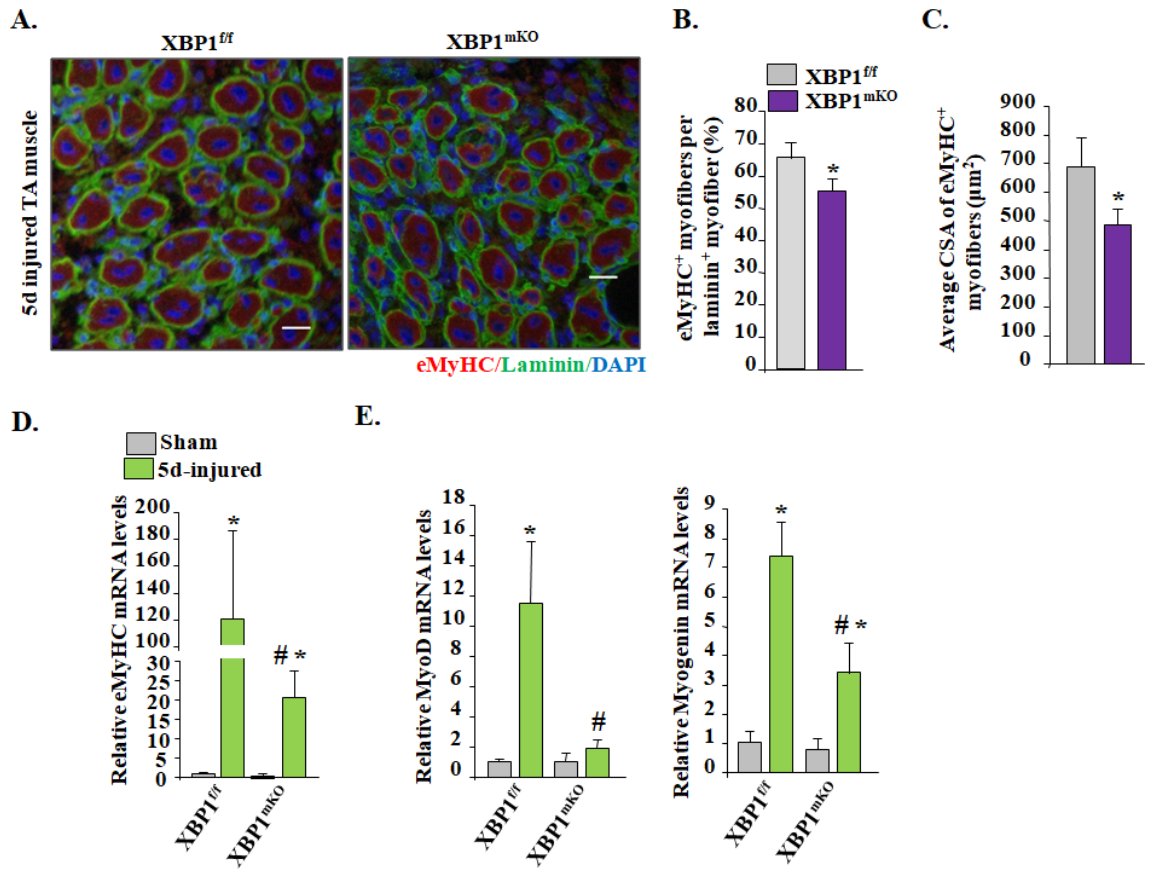 A.
XBP1f/f
XBP1mKO
5d injured TA muscle
eMyHC/Laminin/DAPI
B.
XBP1f/f
XBP1mKO
eMyHC+ myofibers per
laminin+ myofiber (%)
80
70
60
50
40
30
20
10
0
*
C.
Average CSA of eMyHC+
myofibers (µm2)
900
800
700
600
500
400
300
200
100
0
*
D.
Sham
5d-injured
Relative eMyHC mRNA levels
200
180
160
140
120
100
30
25
20
15
10
5
0
*
# *
XBP1f/f
XBP1mKO
E.
Relative MyoD mRNA levels
18
16
14
12
10
8
6
4
2
0
*
#
XBP1f/f
XBP1mKO
Relative Myogenin mRNA levels
9
8
7
6
5
4
3
2
1
0
*
# *
XBP1f/f
XBP1mKO